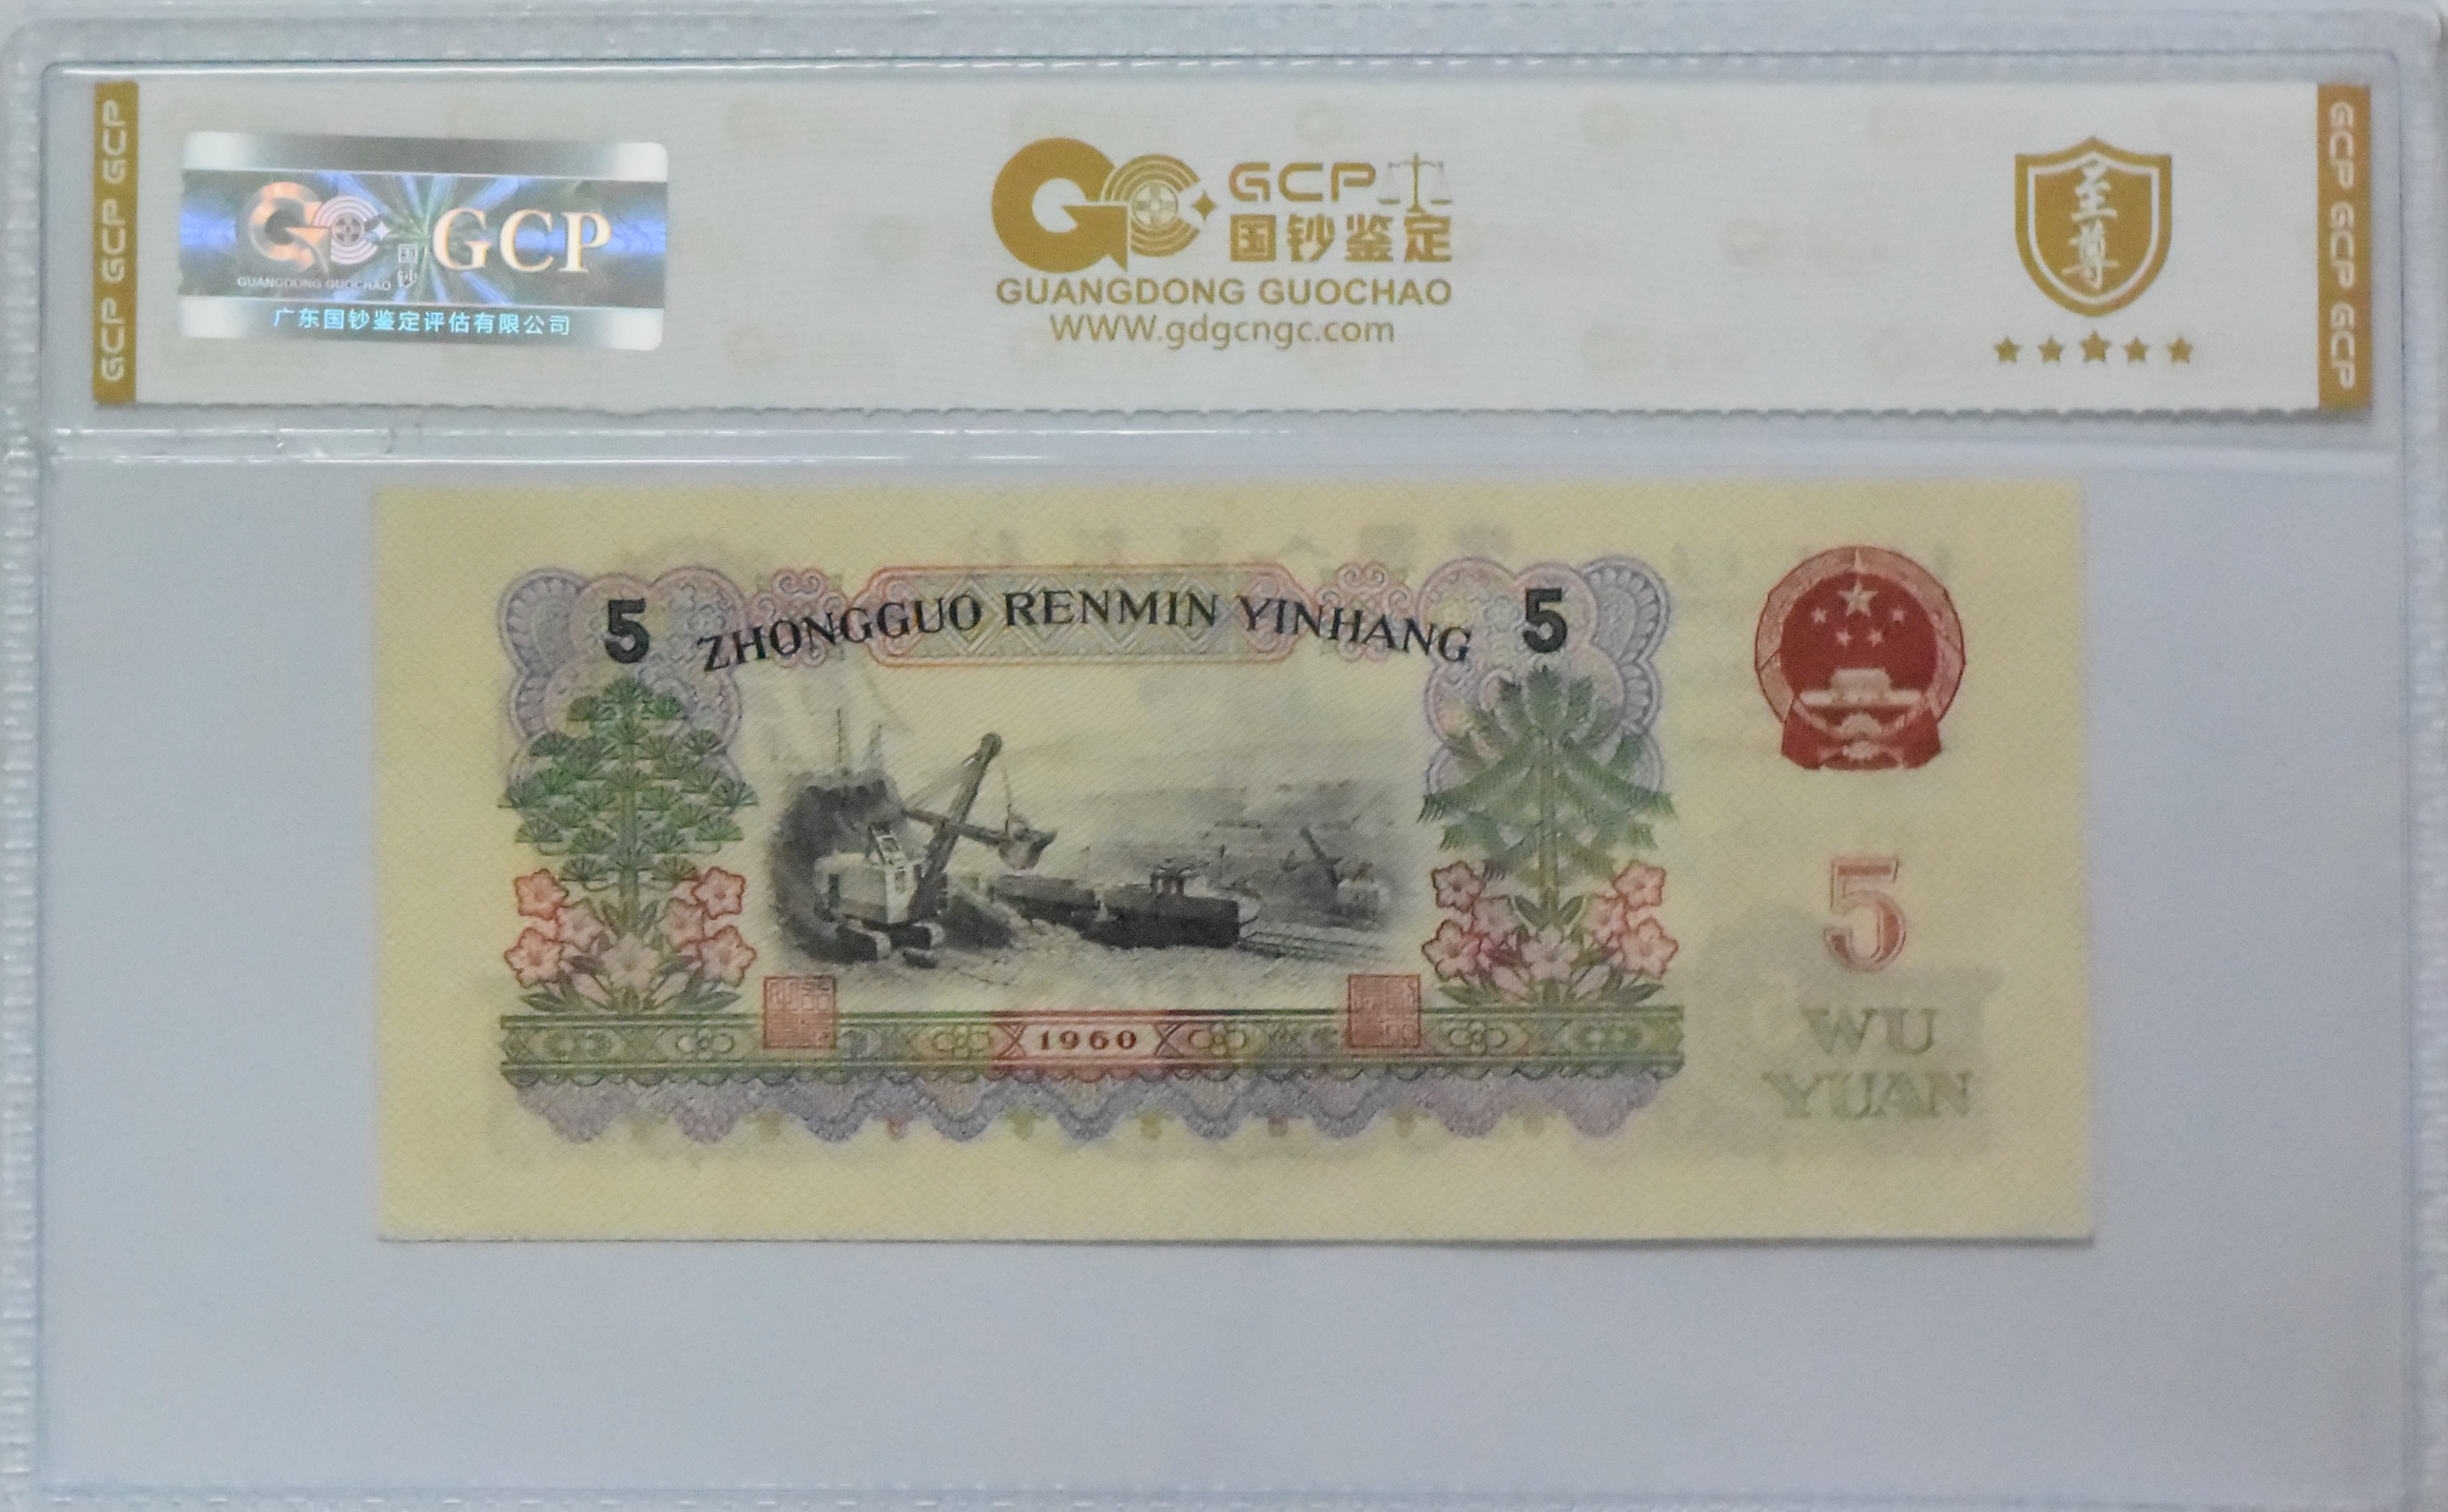 GCP GCP GCP
国钞
GCP
GUANGDONG GUOCHAO
广东国钞鉴定评估有限公司
GCP
国钞鉴定
GUANGDONG GUOCHAO
WWW.gdgcngc.com
至尊
GCP GCP GCP
5 ZHONGGUO RENMIN YINHANG 5
1960
5
WU
YUAN